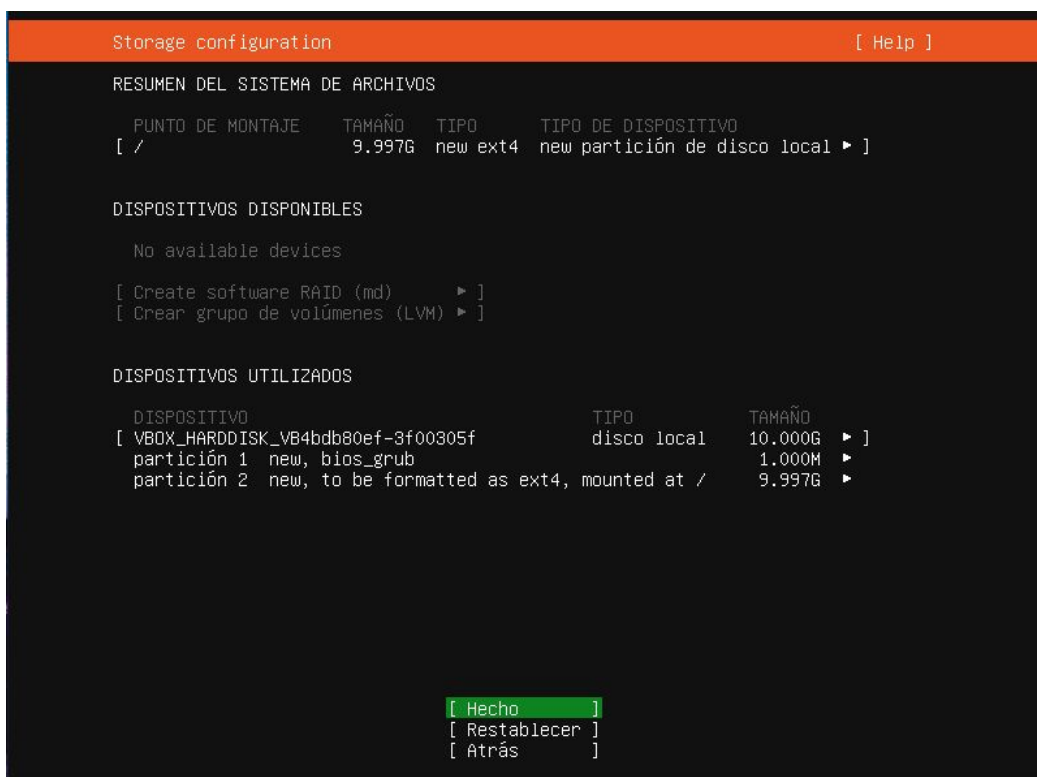 Storage configuration [ Help ]
RESUMEN DEL SISTEMA DE ARCHIVOS
PUNTO DE MONTAJE TAMAÑO TIPO TIPO DE DISPOSITIVO
[ / 9.997G new ext4 new partición de disco local ▸ ]
DISPOSITIVOS DISPONIBLES
No available devices
[ Create software RAID (md) ▸ ]
[ Crear grupo de volúmenes (LVM) ▸ ]
DISPOSITIVOS UTILIZADOS
DISPOSITIVO TIPO TAMAÑO
[ VBOX_HARDDISK_VB4bdb80ef-3f00305f disco local 10.000G ▸ ]
partición 1 new, bios_grub 1.000M ▸
partición 2 new, to be formatted as ext4, mounted at / 9.997G ▸
[ Hecho ]
[ Restablecer ]
[ Atrás ]